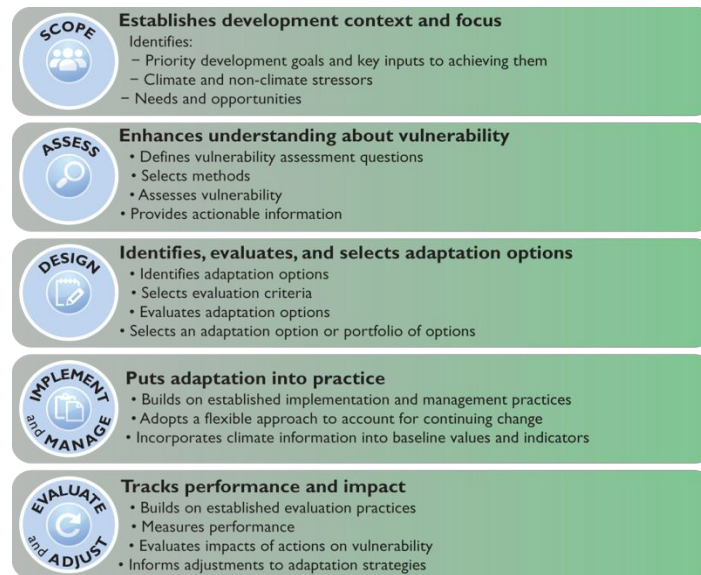 SCOPE
Establishes development context and focus
Identifies:
– Priority development goals and key inputs to achieving them
– Climate and non-climate stressors
– Needs and opportunities
ASSESS
Enhances understanding about vulnerability
• Defines vulnerability assessment questions
• Selects methods
• Assesses vulnerability
• Provides actionable information
DESIGN
Identifies, evaluates, and selects adaptation options
• Identifies adaptation options
• Selects evaluation criteria
• Evaluates adaptation options
• Selects an adaptation option or portfolio of options
IMPLEMENT
and MANAGE
Puts adaptation into practice
• Builds on established implementation and management practices
• Adopts a flexible approach to account for continuing change
• Incorporates climate information into baseline values and indicators
EVALUATE
and ADJUST
Tracks performance and impact
• Builds on established evaluation practices
• Measures performance
• Evaluates impacts of actions on vulnerability
• Informs adjustments to adaptation strategies